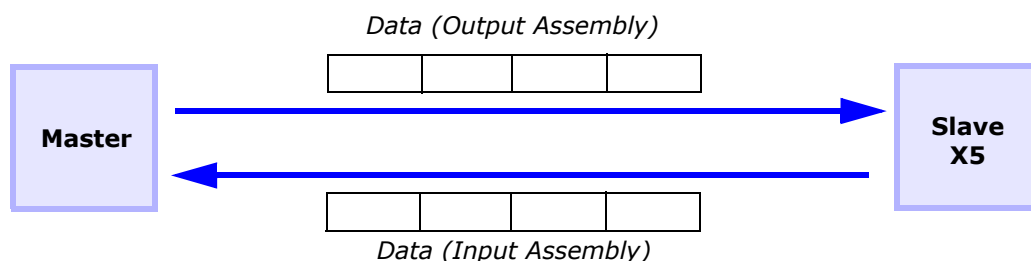 Data (Output Assembly)
Master
Slave
X5
Data (Input Assembly)